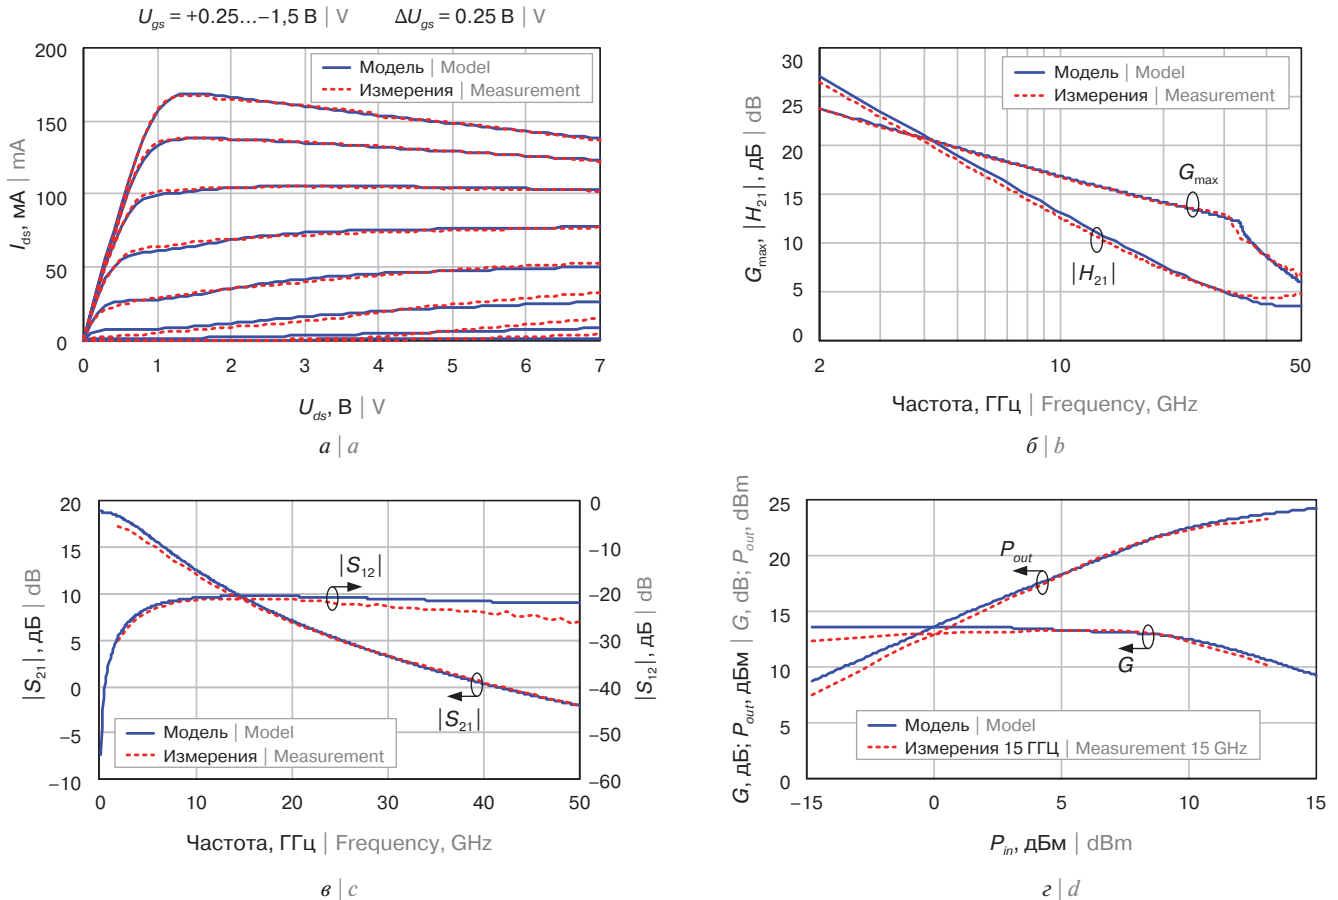 U_gs = +0.25...−1,5 В | V ΔU_gs = 0.25 В | V
200
150
100
50
0
I_ds, мА | mA
Модель | Model
Измерения | Measurement
0 1 2 3 4 5 6 7
U_ds, В | V
а | a
30
25
20
15
10
5
0
G_max, |H_21|, дБ | dB
Модель | Model
Измерения | Measurement
G_max
|H_21|
2 10 50
Частота, ГГц | Frequency, GHz
б | b
20
15
10
5
0
−5
−10
|S_21|, дБ | dB
|S_12|
|S_21|
Модель | Model
Измерения | Measurement
0
−10
−20
−30
−40
−50
−60
|S_12|, дБ | dB
0 10 20 30 40 50
Частота, ГГц | Frequency, GHz
в | c
25
20
15
10
5
0
G, дБ; P_out, дБм | G, dB; P_out, dBm
P_out
G
Модель | Model
Измерения 15 ГГЦ | Measurement 15 GHz
−15 0 5 10 15
P_in, дБм | dBm
г | d